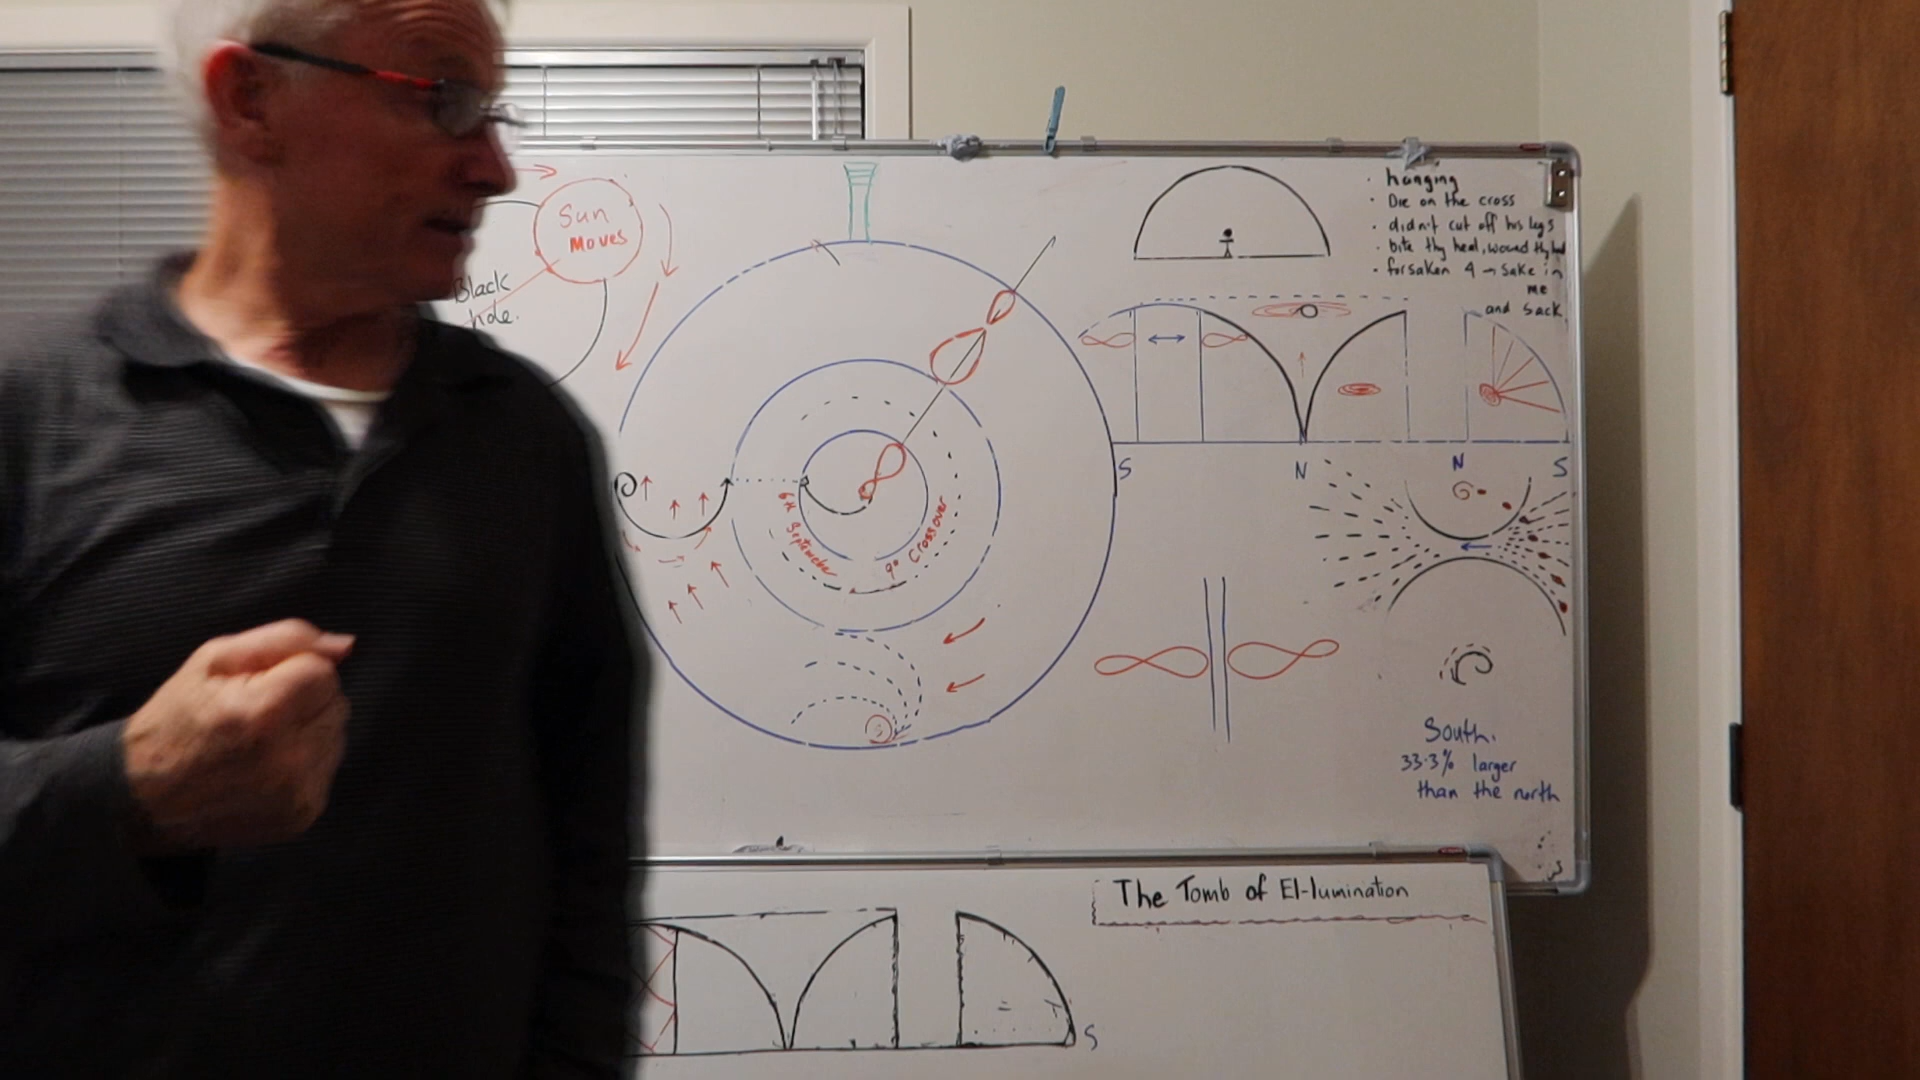 Sun
Moves
Black
hole.
6th September
9° Crossover
· hanging
· Die on the cross
· didn't cut off his legs
· bite thy heal, wound thy
· forsaken 4 → Sake in
me
and Sack
S
N
N
S
South.
33.3% larger
than the north
The Tomb of El-lumination
S